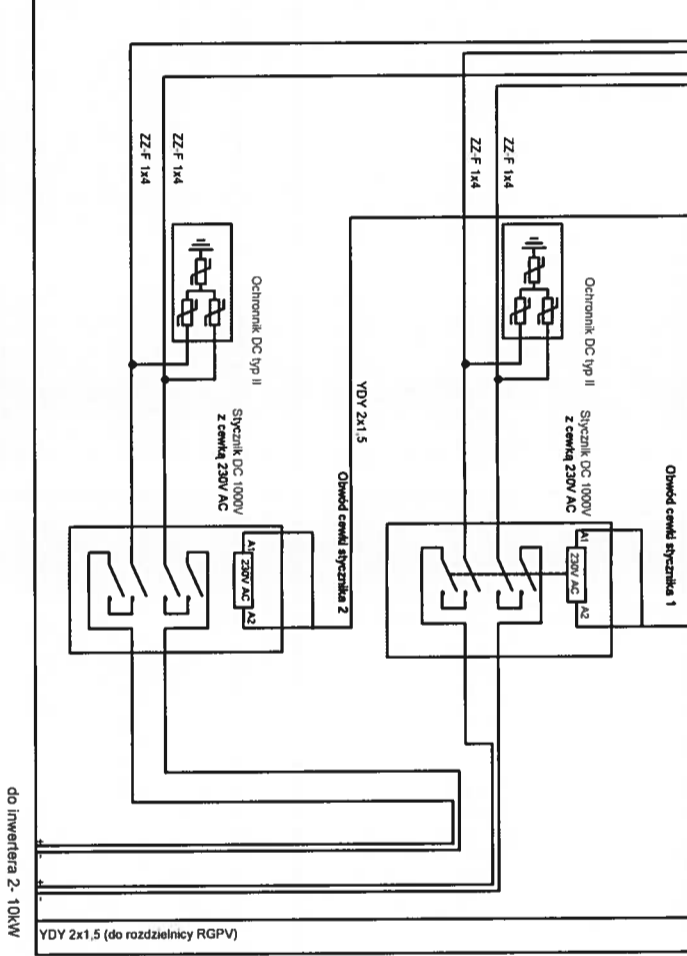 ZZ-F 1x4
ZZ-F 1x4
ZZ-F 1x4
ZZ-F 1x4
Ochronnik DC typ II
Ochronnik DC typ II
YDY 2x1,5
Stycznik DC 1000V
z cewką 230V AC
Stycznik DC 1000V
z cewką 230V AC
Obwód cewki stycznika 2
Obwód cewki stycznika 1
A1
230V AC
A2
A1
230V AC
A2
+
-
+
-
do inwertera 2- 10kW
YDY 2x1,5 (do rozdzielnicy RGPV)